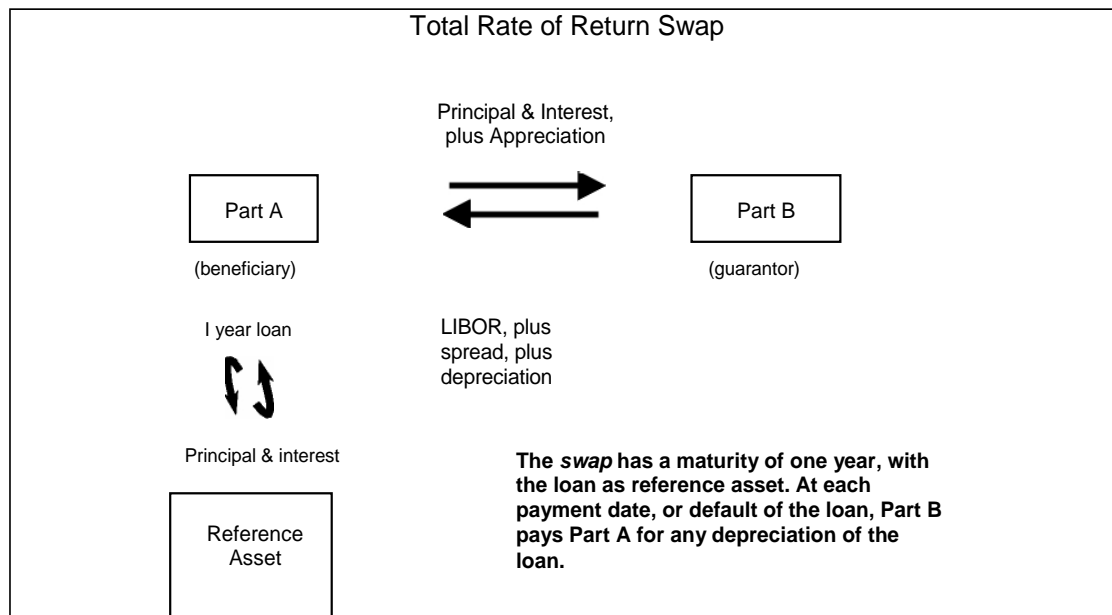 Total Rate of Return Swap
Principal & Interest,
plus Appreciation
Part A
Part B
(beneficiary)
(guarantor)
I year loan
LIBOR, plus
spread, plus
depreciation
Principal & interest
The swap has a maturity of one year, with
the loan as reference asset. At each
payment date, or default of the loan, Part B
pays Part A for any depreciation of the
loan.
Reference
Asset